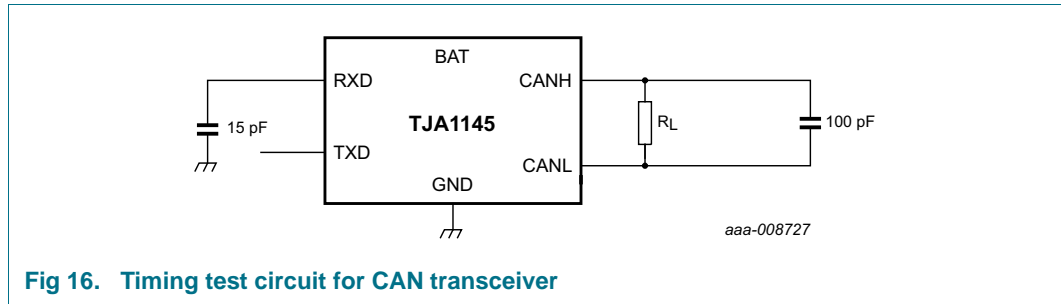 BAT
RXD
CANH
15 pF
TJA1145
RL
100 pF
TXD
CANL
GND
aaa-008727
Fig 16. Timing test circuit for CAN transceiver